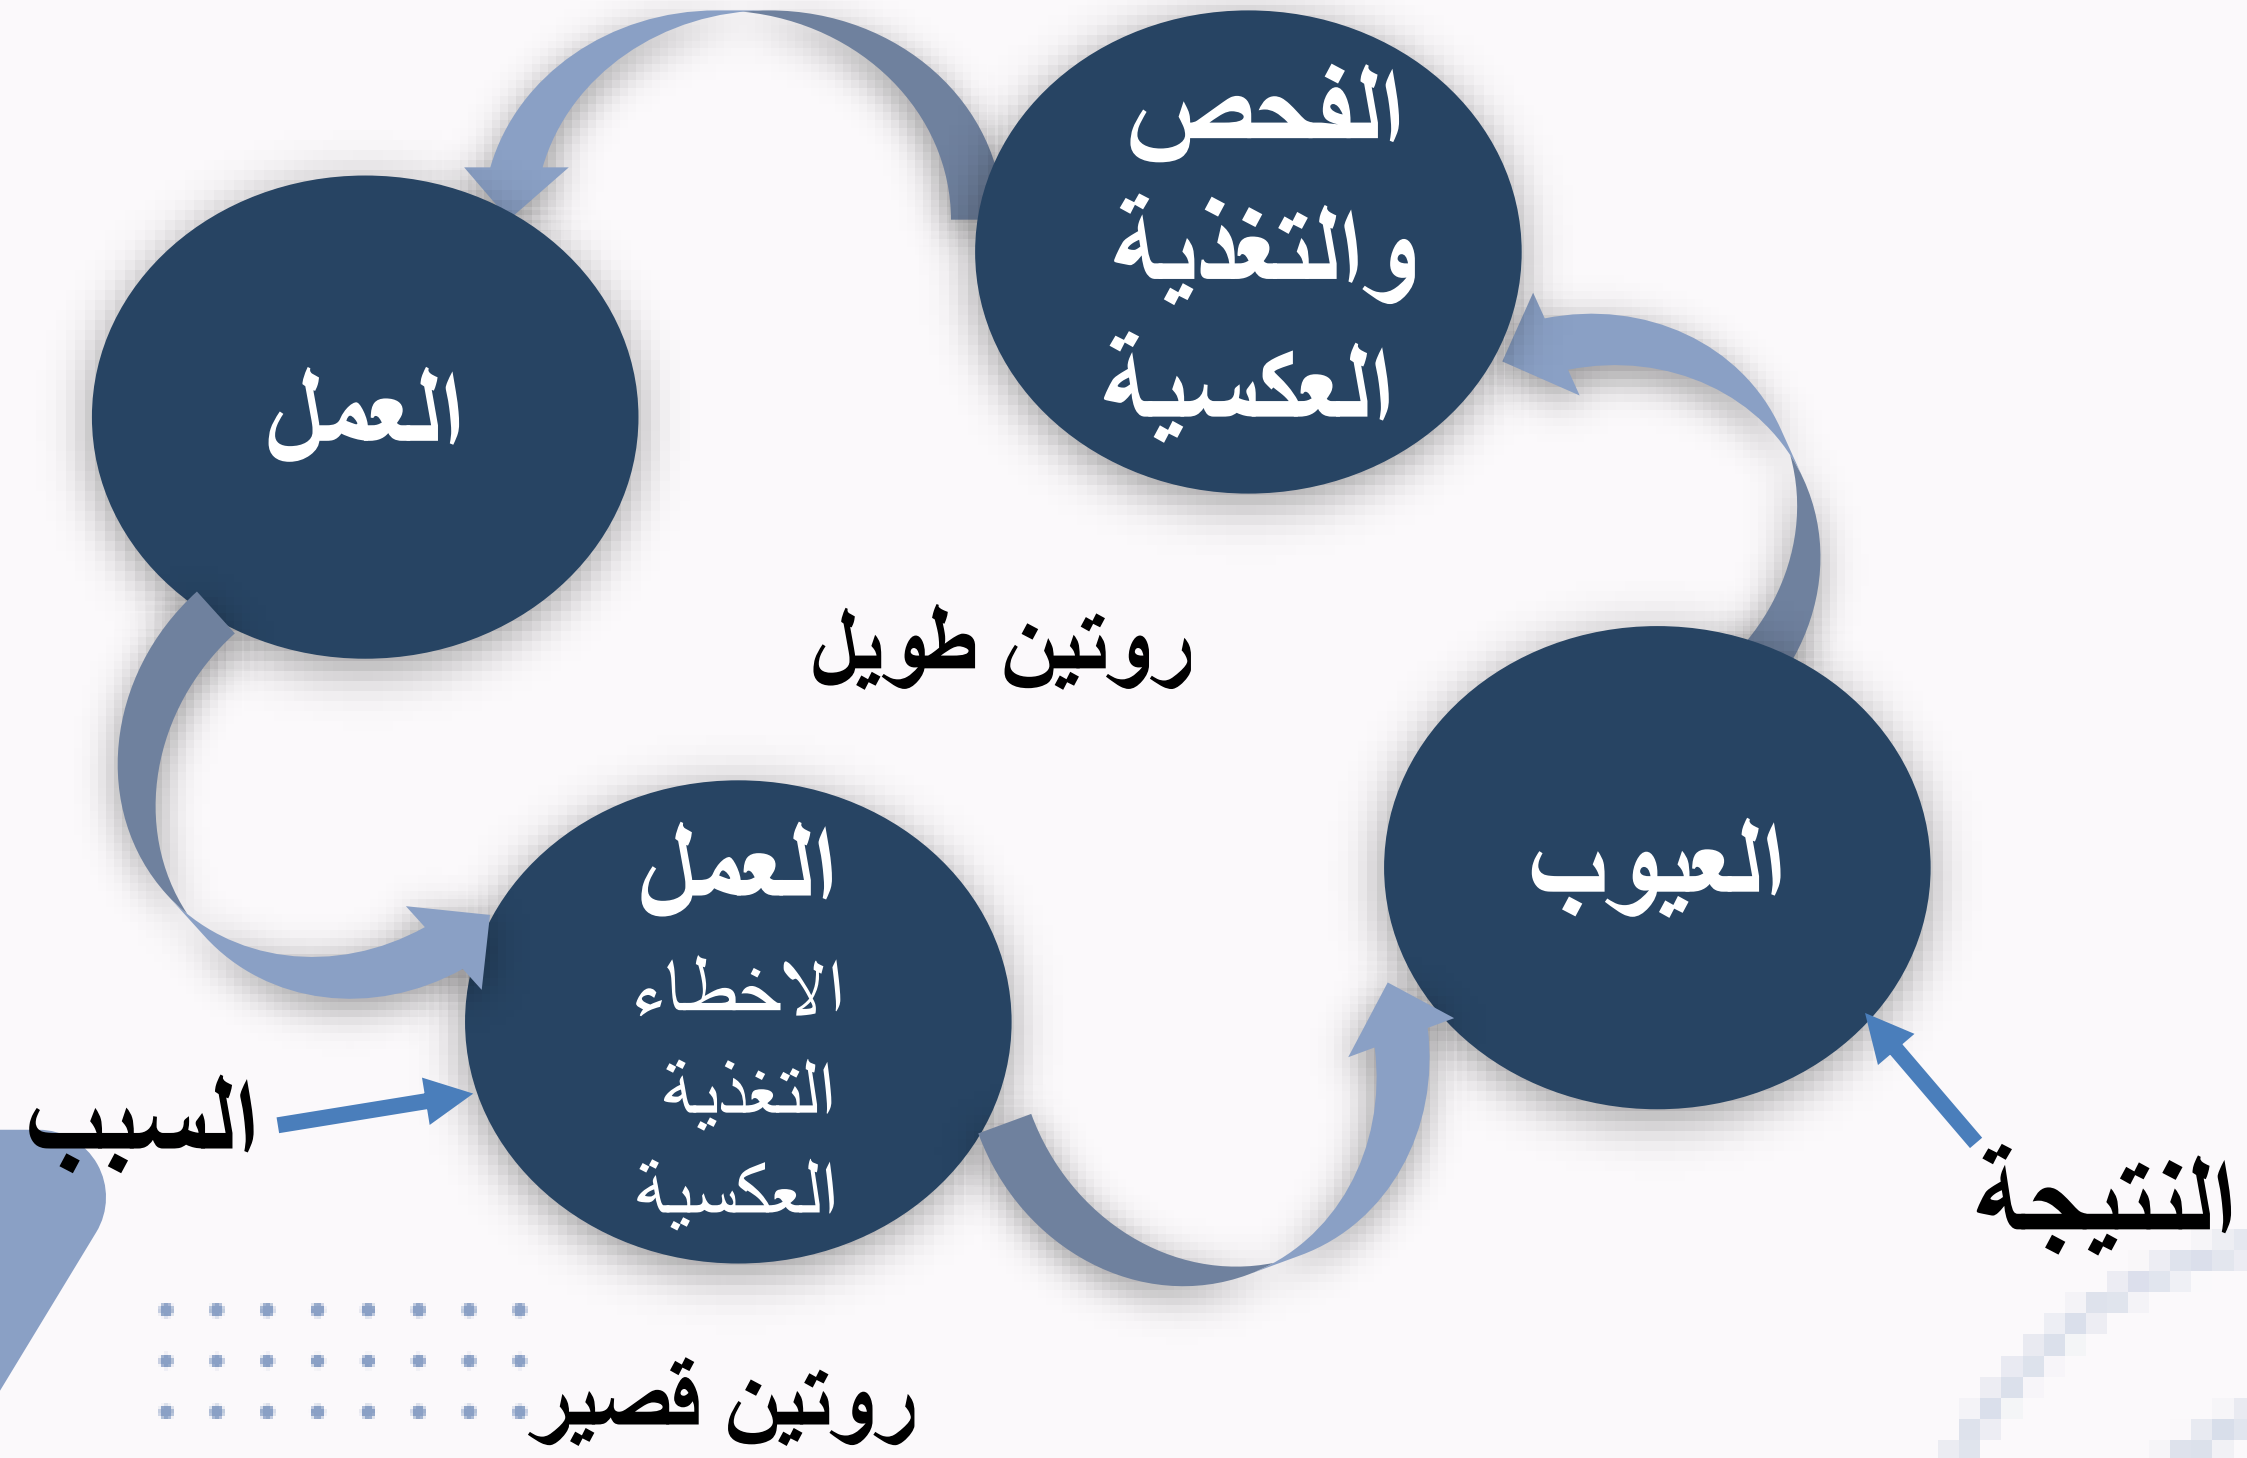 الفحص
والتغذية
العكسية
العمل
روتين طويل
العمل
الاخطاء
التغذية
العكسية
العيوب
السبب
النتيجة
روتين قصير